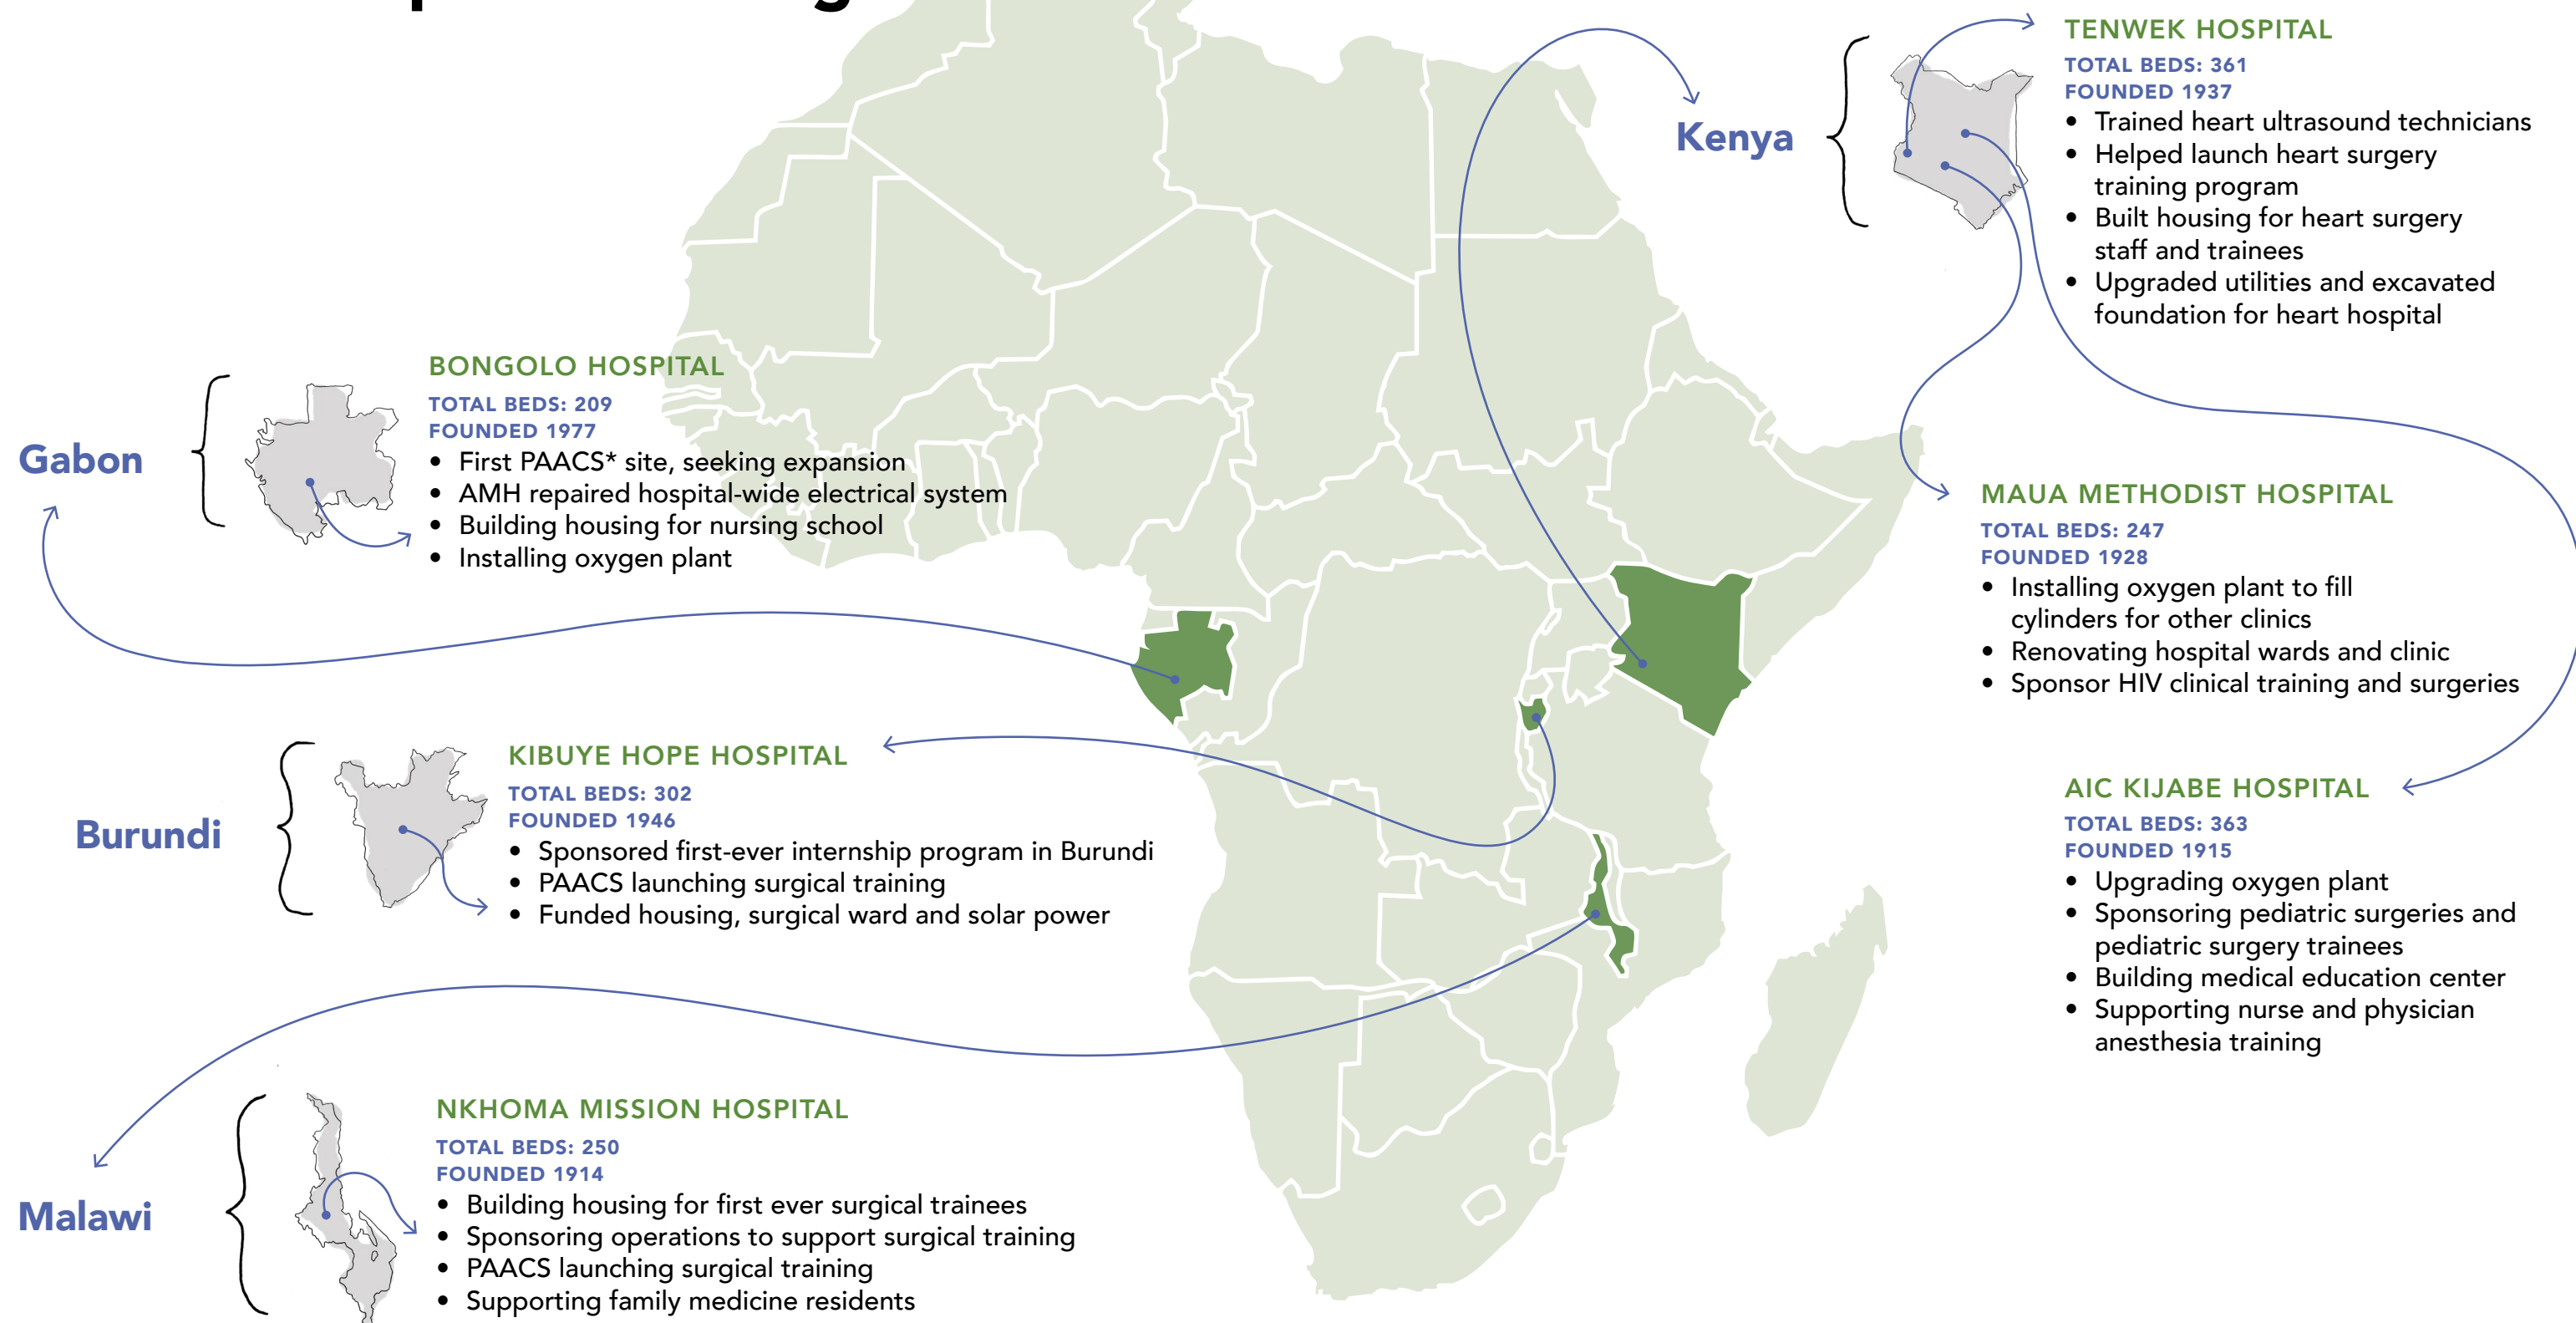 Kenya
TENWEK HOSPITAL
TOTAL BEDS: 361
FOUNDED 1937
• Trained heart ultrasound technicians
• Helped launch heart surgery
training program
• Built housing for heart surgery
staff and trainees
• Upgraded utilities and excavated
foundation for heart hospital
MAUA METHODIST HOSPITAL
TOTAL BEDS: 247
FOUNDED 1928
• Installing oxygen plant to fill
cylinders for other clinics
• Renovating hospital wards and clinic
• Sponsor HIV clinical training and surgeries
AIC KIJABE HOSPITAL
TOTAL BEDS: 363
FOUNDED 1915
• Upgrading oxygen plant
• Sponsoring pediatric surgeries and
pediatric surgery trainees
• Building medical education center
• Supporting nurse and physician
anesthesia training
Gabon
BONGOLO HOSPITAL
TOTAL BEDS: 209
FOUNDED 1977
• First PAACS* site, seeking expansion
• AMH repaired hospital-wide electrical system
• Building housing for nursing school
• Installing oxygen plant
Burundi
KIBUYE HOPE HOSPITAL
TOTAL BEDS: 302
FOUNDED 1946
• Sponsored first-ever internship program in Burundi
• PAACS launching surgical training
• Funded housing, surgical ward and solar power
Malawi
NKHOMA MISSION HOSPITAL
TOTAL BEDS: 250
FOUNDED 1914
• Building housing for first ever surgical trainees
• Sponsoring operations to support surgical training
• PAACS launching surgical training
• Supporting family medicine residents